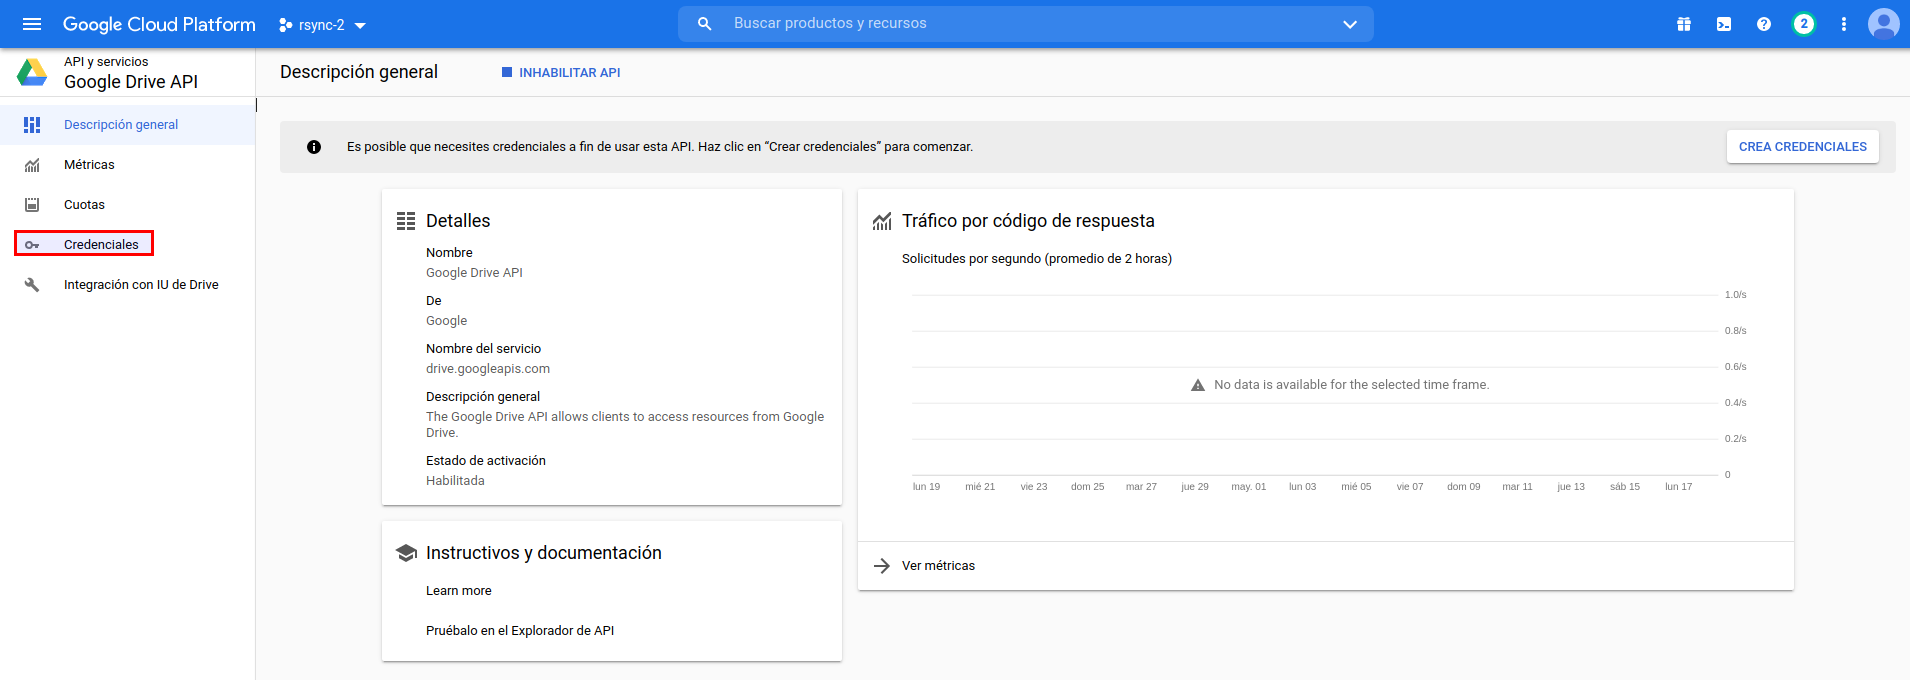 Google Cloud Platform
rsync-2
Buscar productos y recursos
2
API y servicios
Google Drive API
Descripción general
INHABILITAR API
Descripción general
Métricas
Cuotas
Credenciales
Integración con IU de Drive
Es posible que necesites credenciales a fin de usar esta API. Haz clic en “Crear credenciales” para comenzar.
CREA CREDENCIALES
Detalles
Nombre
Google Drive API
De
Google
Nombre del servicio
drive.googleapis.com
Descripción general
The Google Drive API allows clients to access resources from Google
Drive.
Estado de activación
Habilitada
Instructivos y documentación
Learn more
Pruébalo en el Explorador de API
Tráfico por código de respuesta
Solicitudes por segundo (promedio de 2 horas)
1.0/s
0.8/s
0.6/s
No data is available for the selected time frame.
0.4/s
0.2/s
0
lun 19 mié 21 vie 23 dom 25 mar 27 jue 29 may. 01 lun 03 mié 05 vie 07 dom 09 mar 11 jue 13 sáb 15 lun 17
Ver métricas